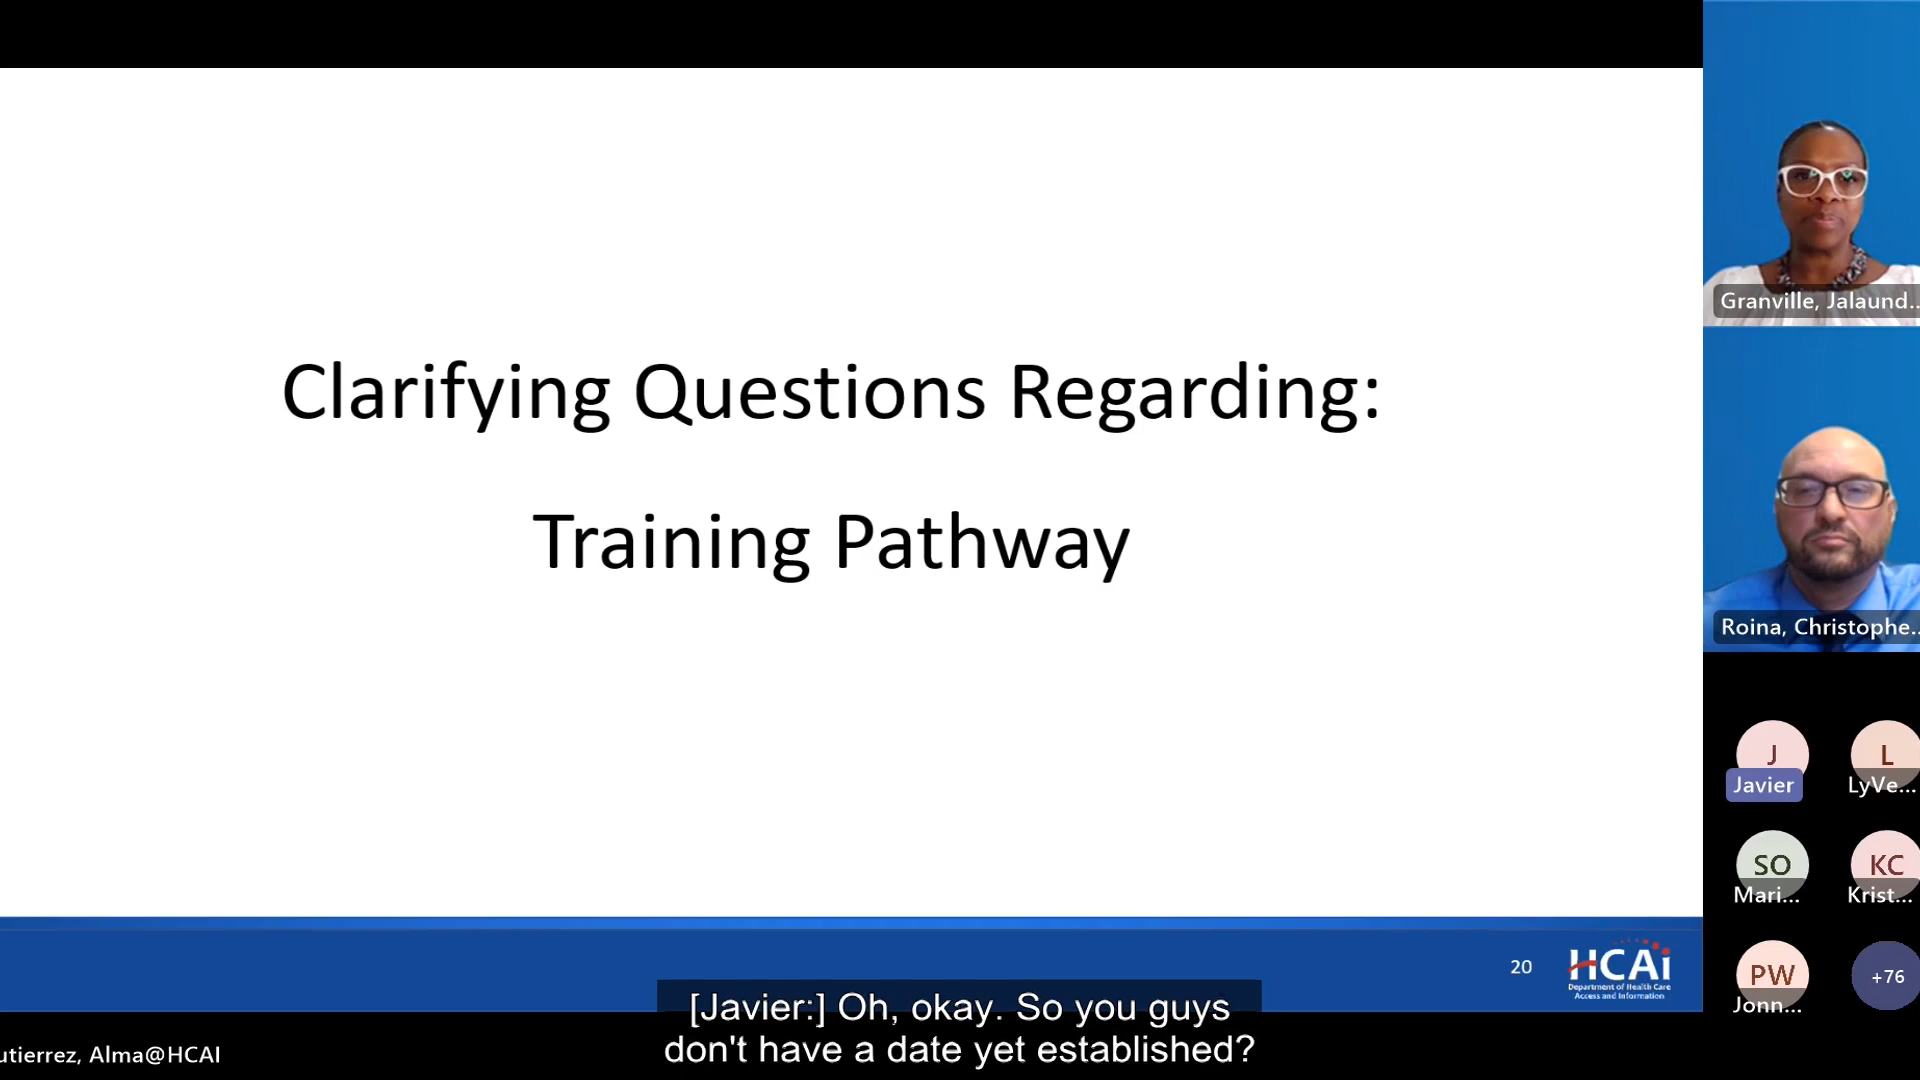 Clarifying Questions Regarding:
Training Pathway
Granville, Jalaund...
Roina, Christophe...
J
Javier
L
LyVe...
SO
Mari...
KC
Krist...
PW
Jonn...
+76
20
HCAi
Department of Health Care
Access and Information
[Javier:] Oh, okay. So you guys
don't have a date yet established?
utierrez, Alma@HCAI